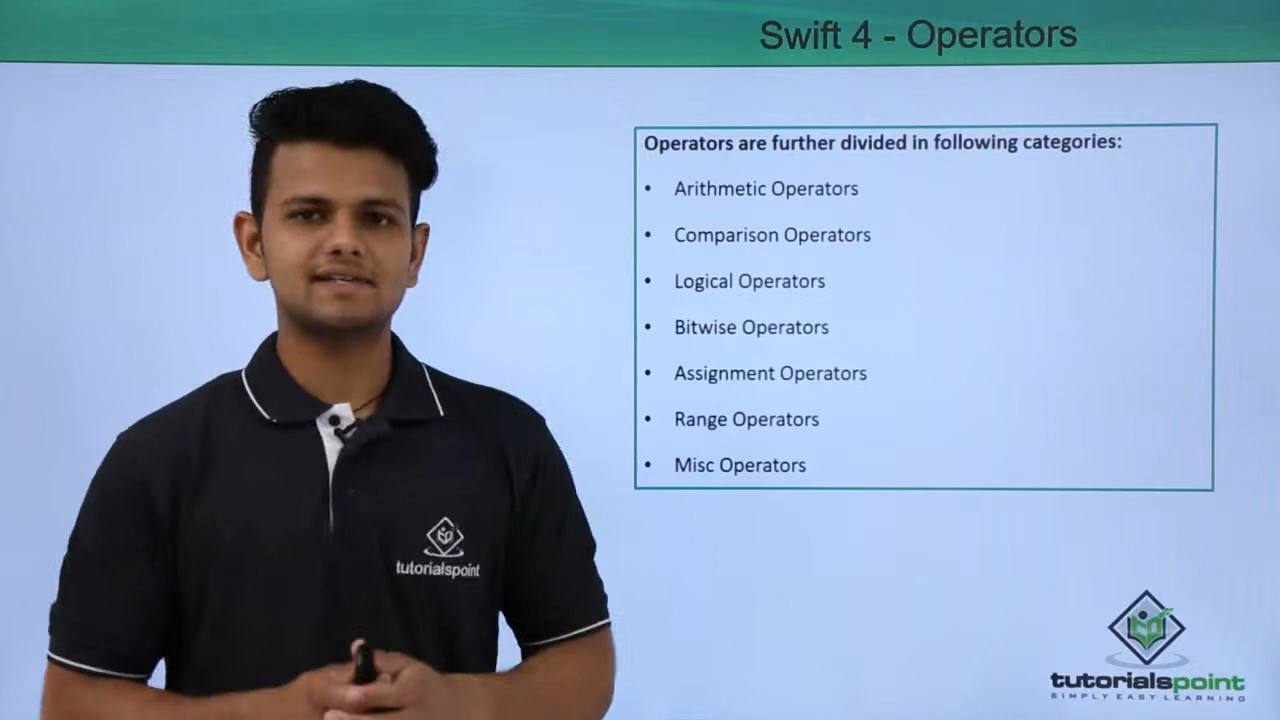 Swift 4 - Operators
Operators are further divided in following categories:
• Arithmetic Operators
• Comparison Operators
• Logical Operators
• Bitwise Operators
• Assignment Operators
• Range Operators
• Misc Operators
tutorialspoint
tutorialspoint
SIMPLY EASY LEARNING